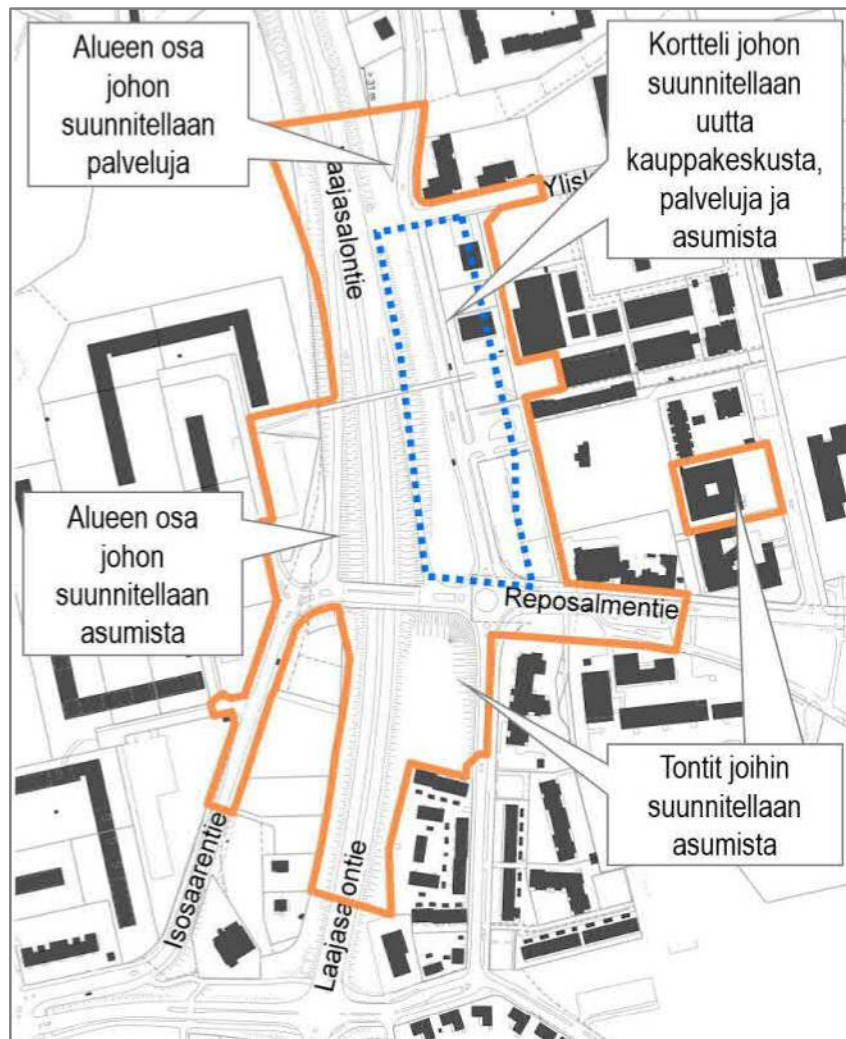 Alueen osa
johon
suunnitellaan
palveluja
Kortteli johon
suunnitellaan
uutta
kauppakeskusta,
palveluja ja
asumista
Laajasalontie
Alueen osa
johon
suunnitellaan
asumista
Reposalmentie
Tontit joihin
suunnitellaan
asumista
Isosaarentie
Laajasalontie